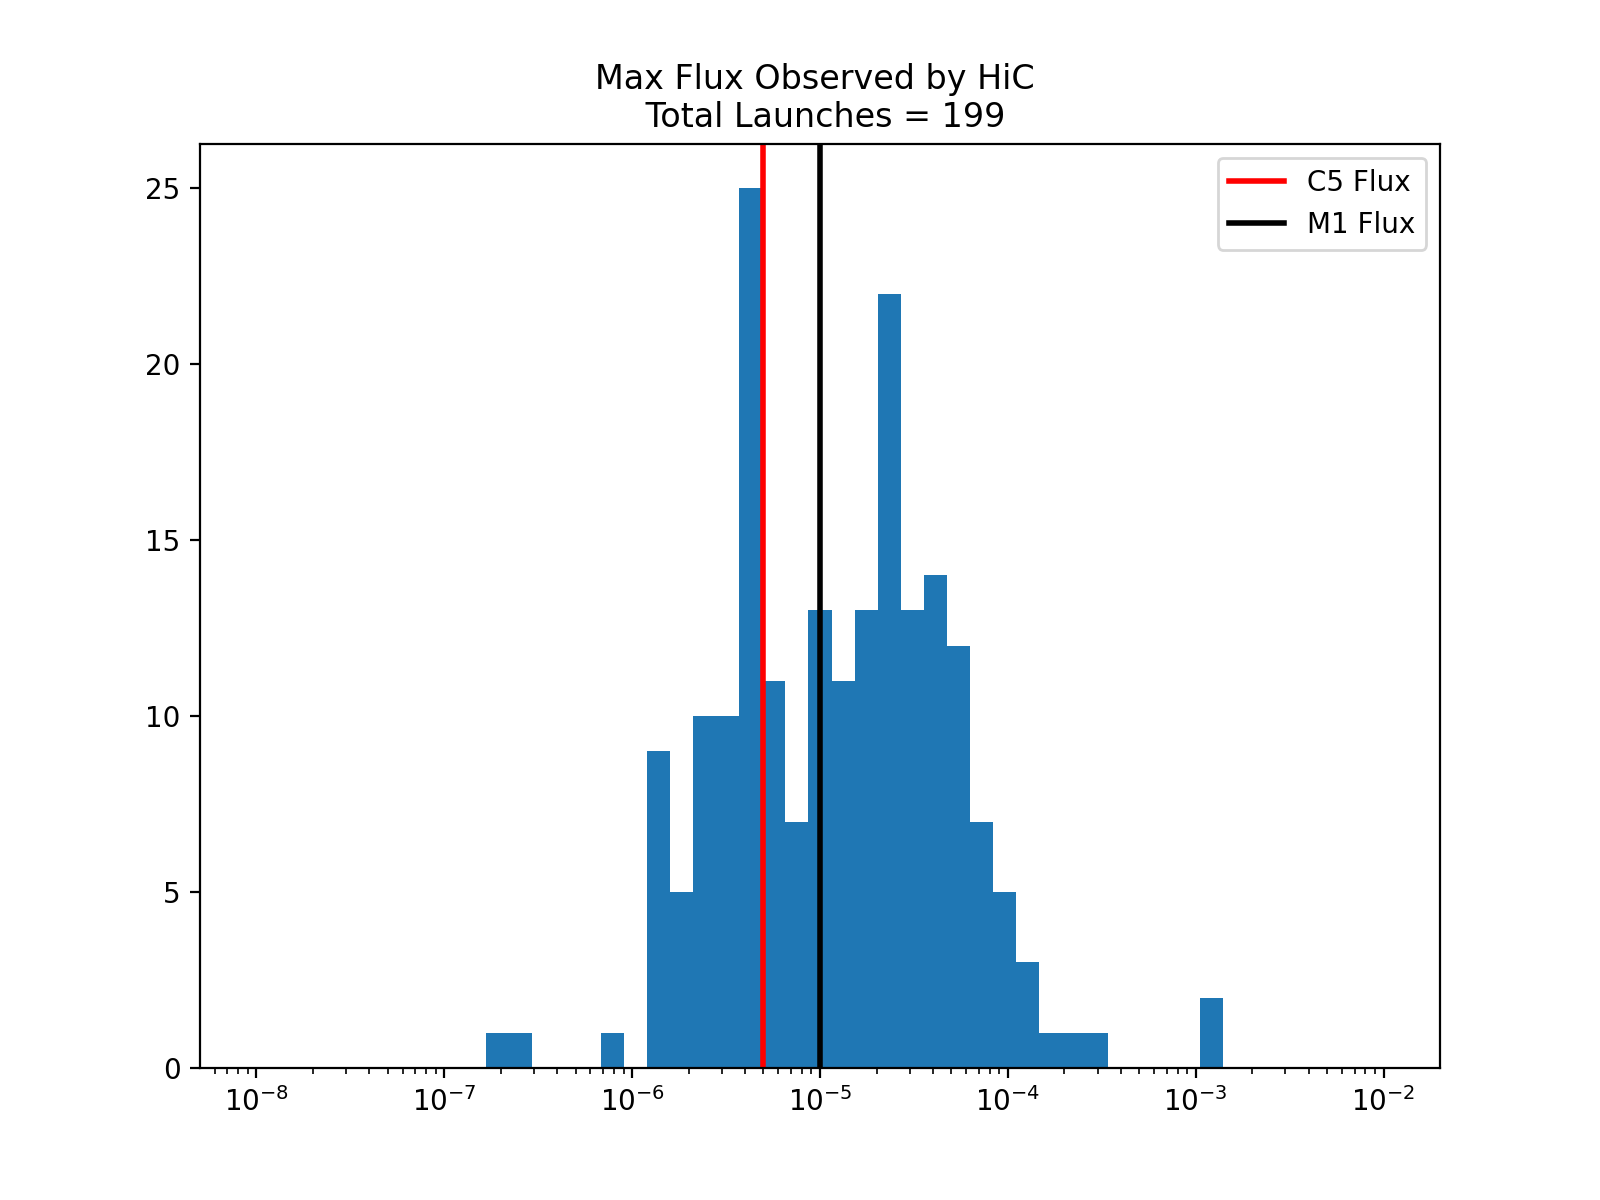 Max Flux Observed by HiC
Total Launches = 199
C5 Flux
M1 Flux
25
20
15
10
5
0
10⁻⁸ 10⁻⁷ 10⁻⁶ 10⁻⁵ 10⁻⁴ 10⁻³ 10⁻²